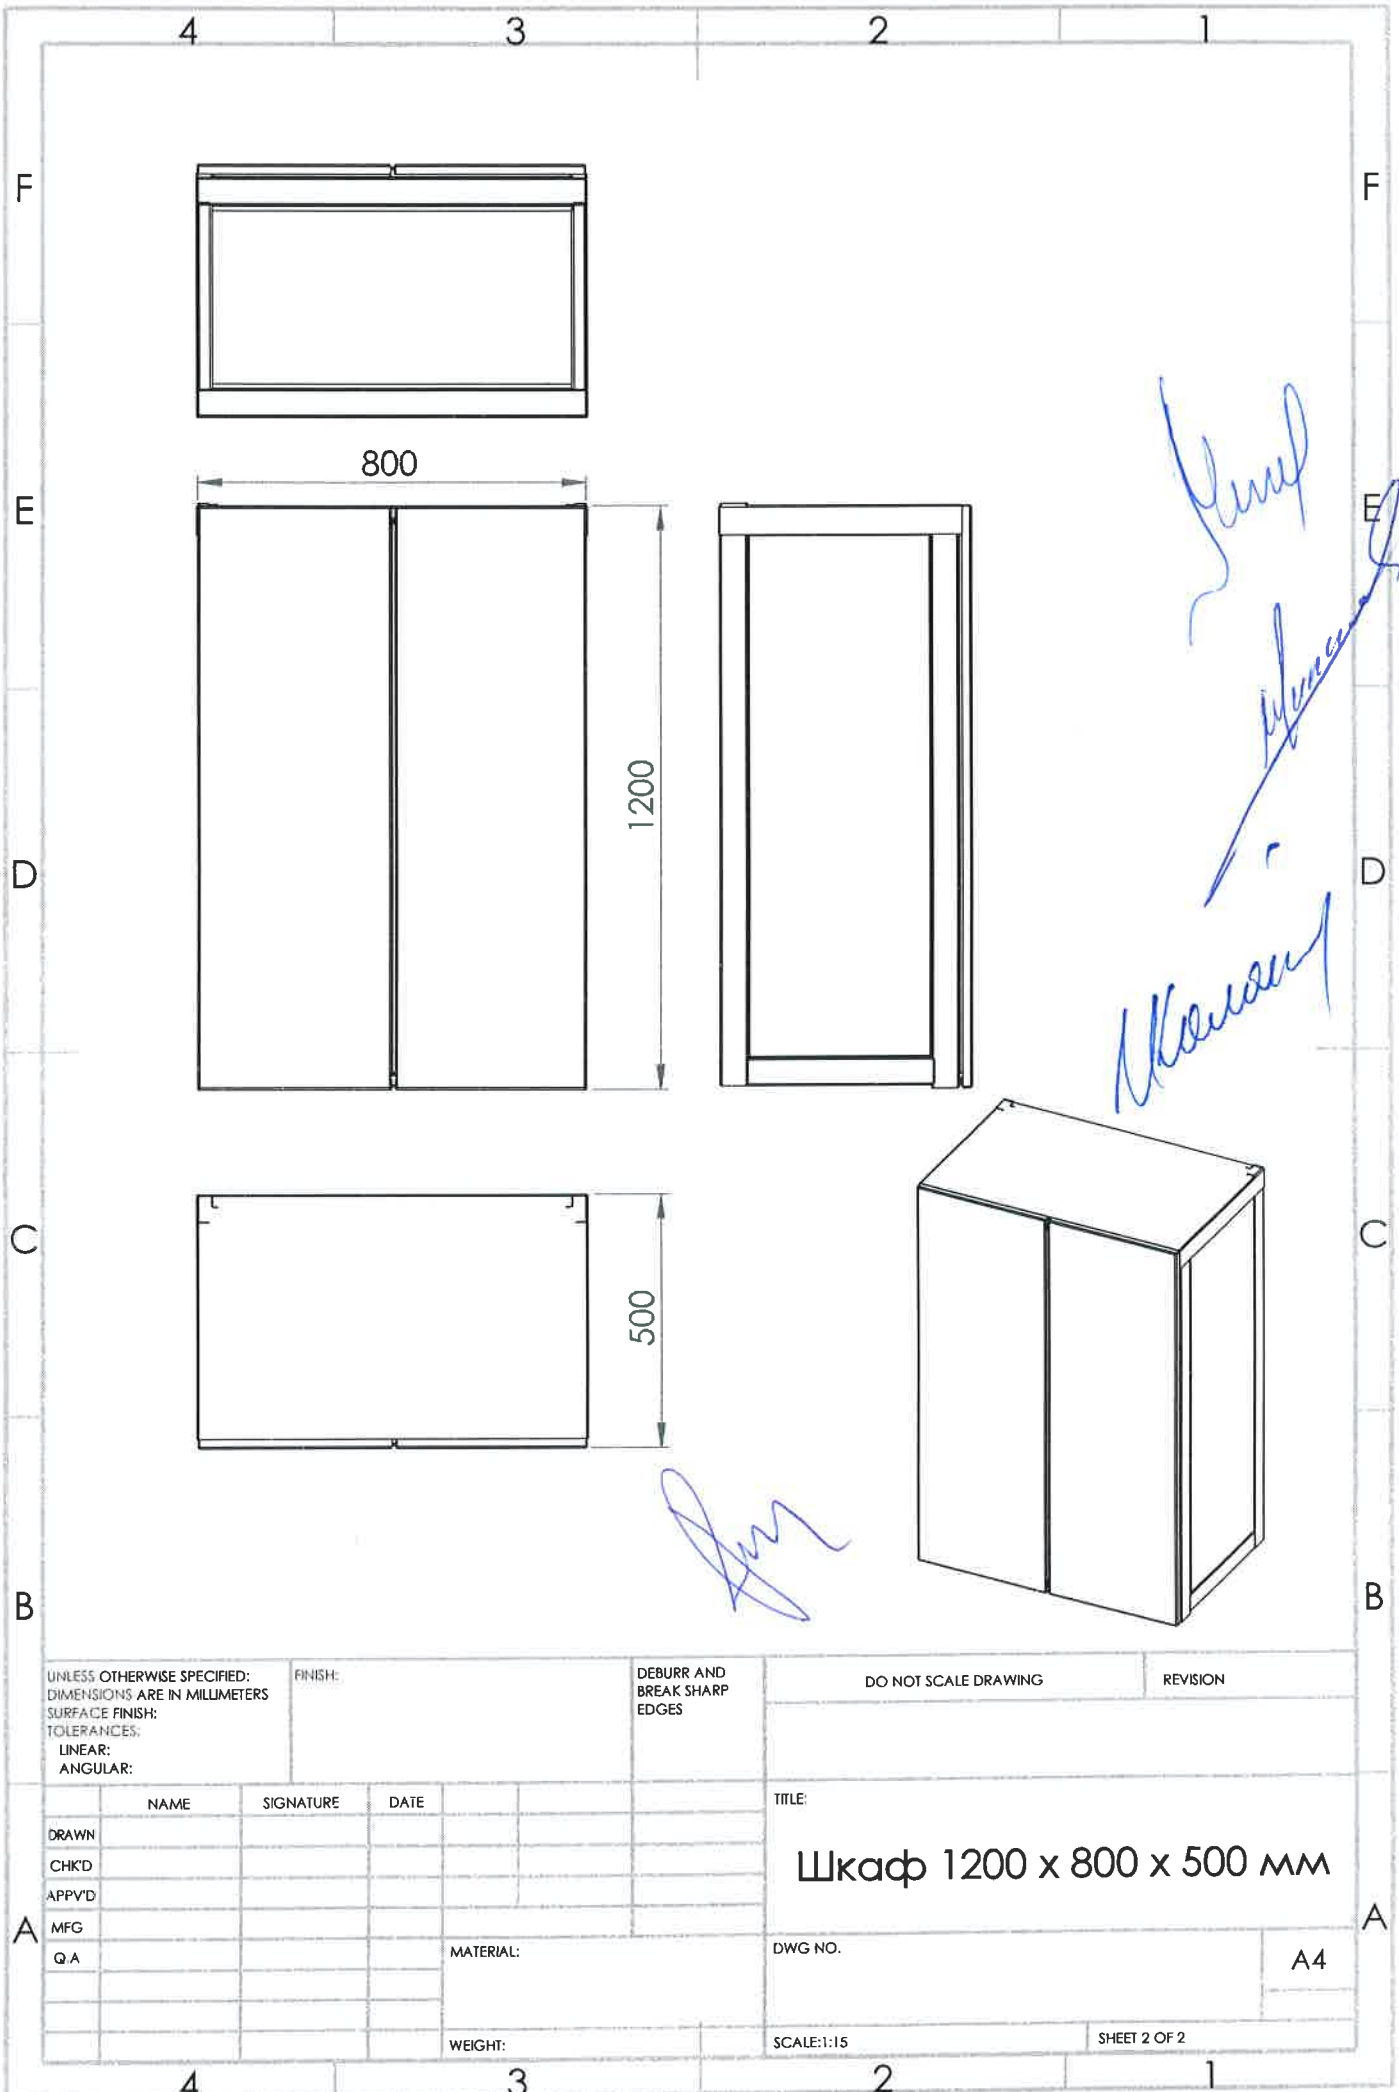 4 3 2 1
F F
800
E E
1200
D D
C C
500
B B
UNLESS OTHERWISE SPECIFIED:
DIMENSIONS ARE IN MILLIMETERS
SURFACE FINISH:
TOLERANCES:
LINEAR:
ANGULAR:
FINISH:
DEBURR AND
BREAK SHARP
EDGES
DO NOT SCALE DRAWING
REVISION
NAME SIGNATURE DATE
DRAWN
CHK'D
APPV'D
MFG
Q.A
TITLE:
Шкаф 1200 x 800 x 500 мм
A A
MATERIAL:
DWG NO.
A4
WEIGHT:
SCALE:1:15
SHEET 2 OF 2
4 3 2 1